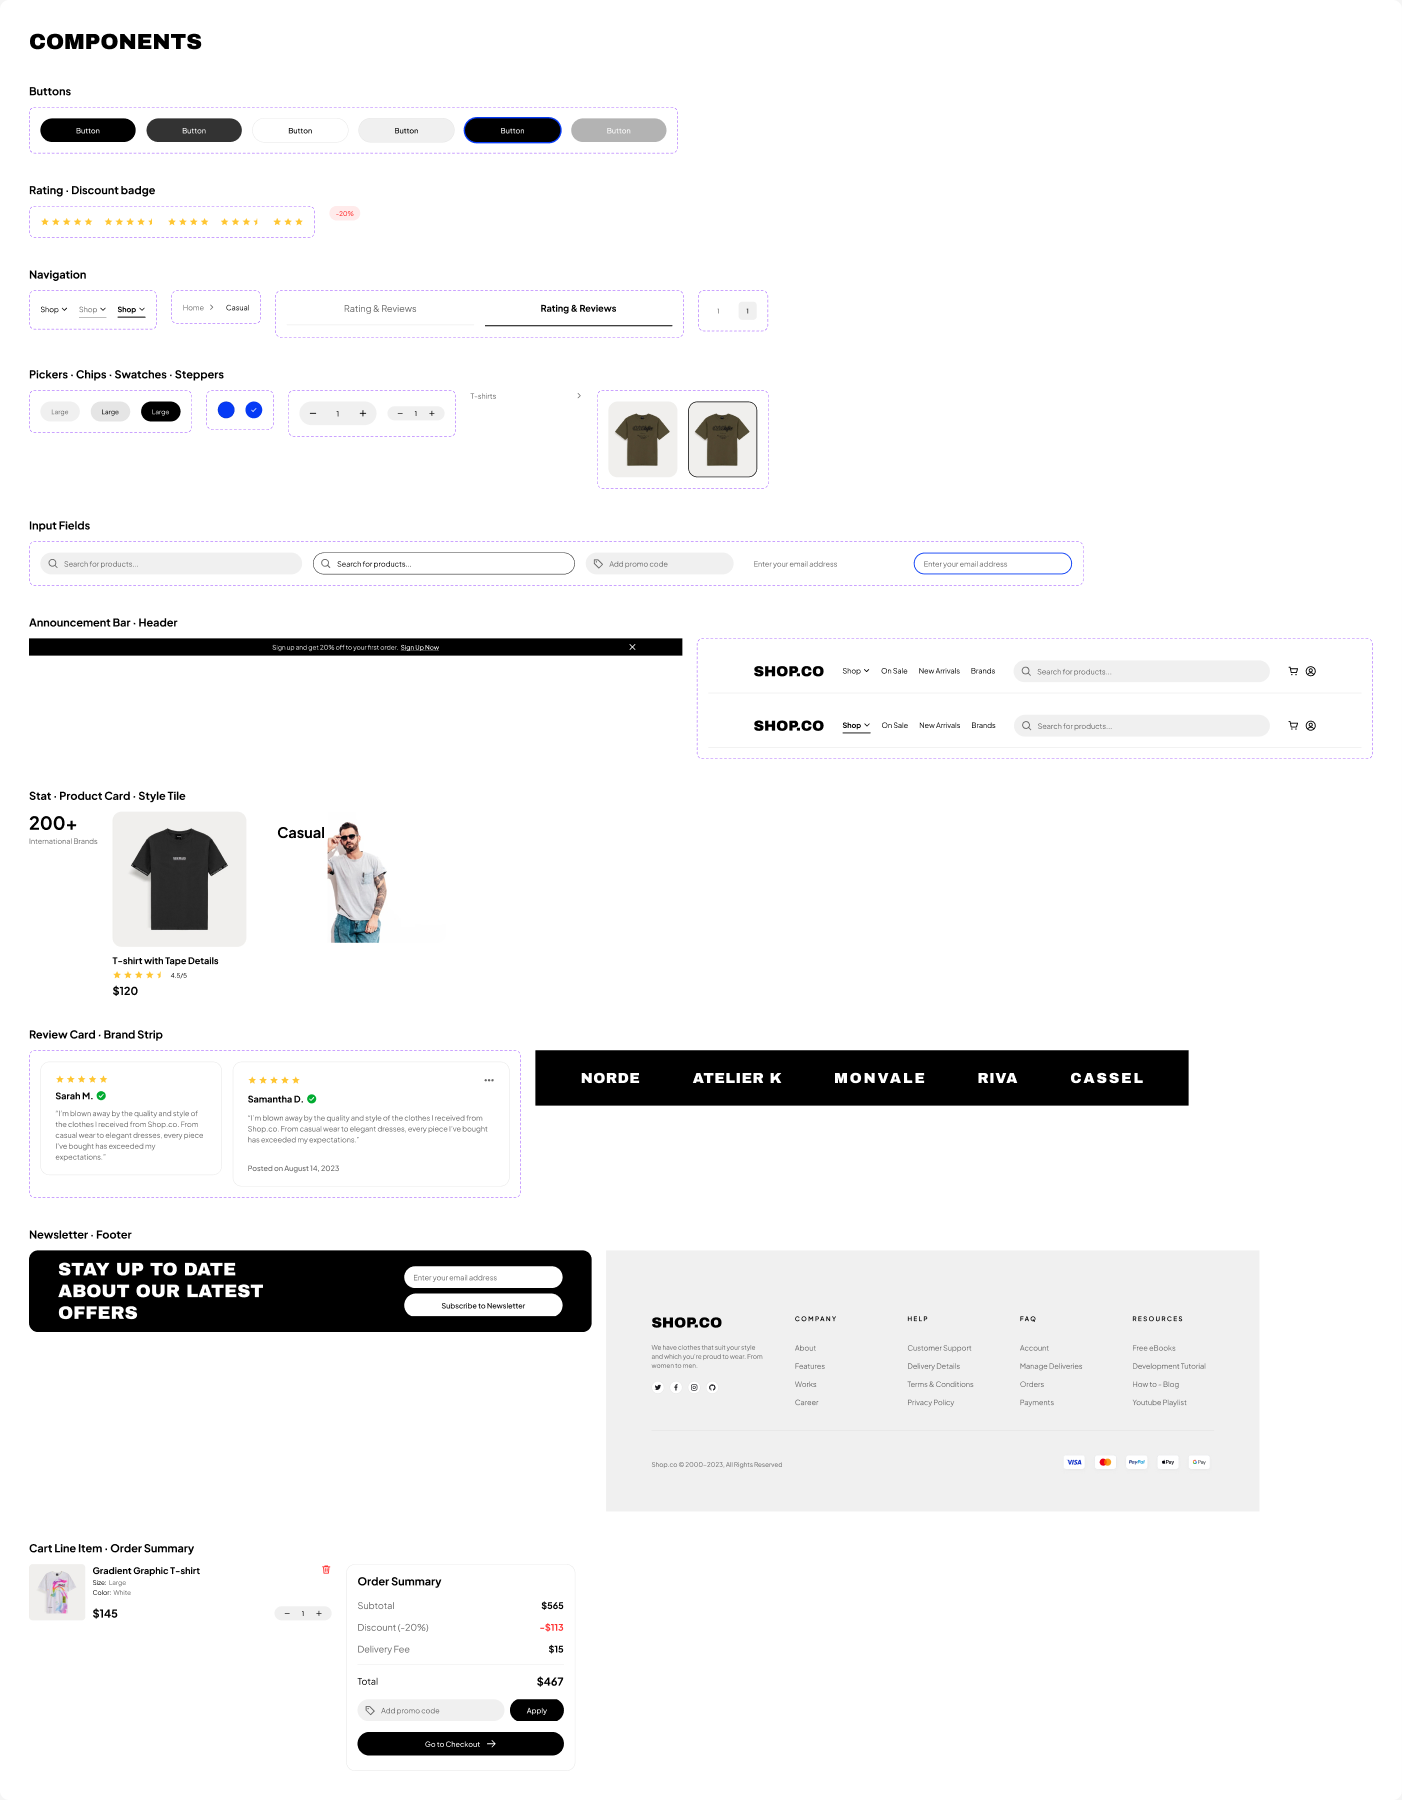 COMPONENTS
Buttons
Button Button Button Button Button Button
Rating · Discount badge
-20%
Navigation
Shop Shop Shop Home Casual Rating & Reviews Rating & Reviews 1 1
Pickers · Chips · Swatches · Steppers
Large Large Large 1 1 T-shirts
Input Fields
Search for products... Search for products... Add promo code Enter your email address Enter your email address
Announcement Bar · Header
Sign up and get 20% off to your first order. Sign Up Now
SHOP.CO Shop On Sale New Arrivals Brands Search for products...
SHOP.CO Shop On Sale New Arrivals Brands Search for products...
Stat · Product Card · Style Tile
200+
International Brands
Casual
T-shirt with Tape Details
4.5/5
$120
Review Card · Brand Strip
Sarah M.
"I'm blown away by the quality and style of
the clothes I received from Shop.co. From
casual wear to elegant dresses, every piece
I've bought has exceeded my
expectations."
Samantha D.
"I'm blown away by the quality and style of the clothes I received from
Shop.co. From casual wear to elegant dresses, every piece I've bought
has exceeded my expectations."
Posted on August 14, 2023
NORDE ATELIER K MONVALE RIVA CASSEL
Newsletter · Footer
STAY UP TO DATE
ABOUT OUR LATEST
OFFERS
Enter your email address
Subscribe to Newsletter
SHOP.CO
We have clothes that suit your style
and which you're proud to wear. From
women to men.
COMPANY
About
Features
Works
Career
HELP
Customer Support
Delivery Details
Terms & Conditions
Privacy Policy
FAQ
Account
Manage Deliveries
Orders
Payments
RESOURCES
Free eBooks
Development Tutorial
How to - Blog
Youtube Playlist
Shop.co © 2000-2023, All Rights Reserved
VISA PayPal Pay G Pay
Cart Line Item · Order Summary
Gradient Graphic T-shirt
Size: Large
Color: White
$145
1
Order Summary
Subtotal $565
Discount (-20%) -$113
Delivery Fee $15
Total $467
Add promo code Apply
Go to Checkout